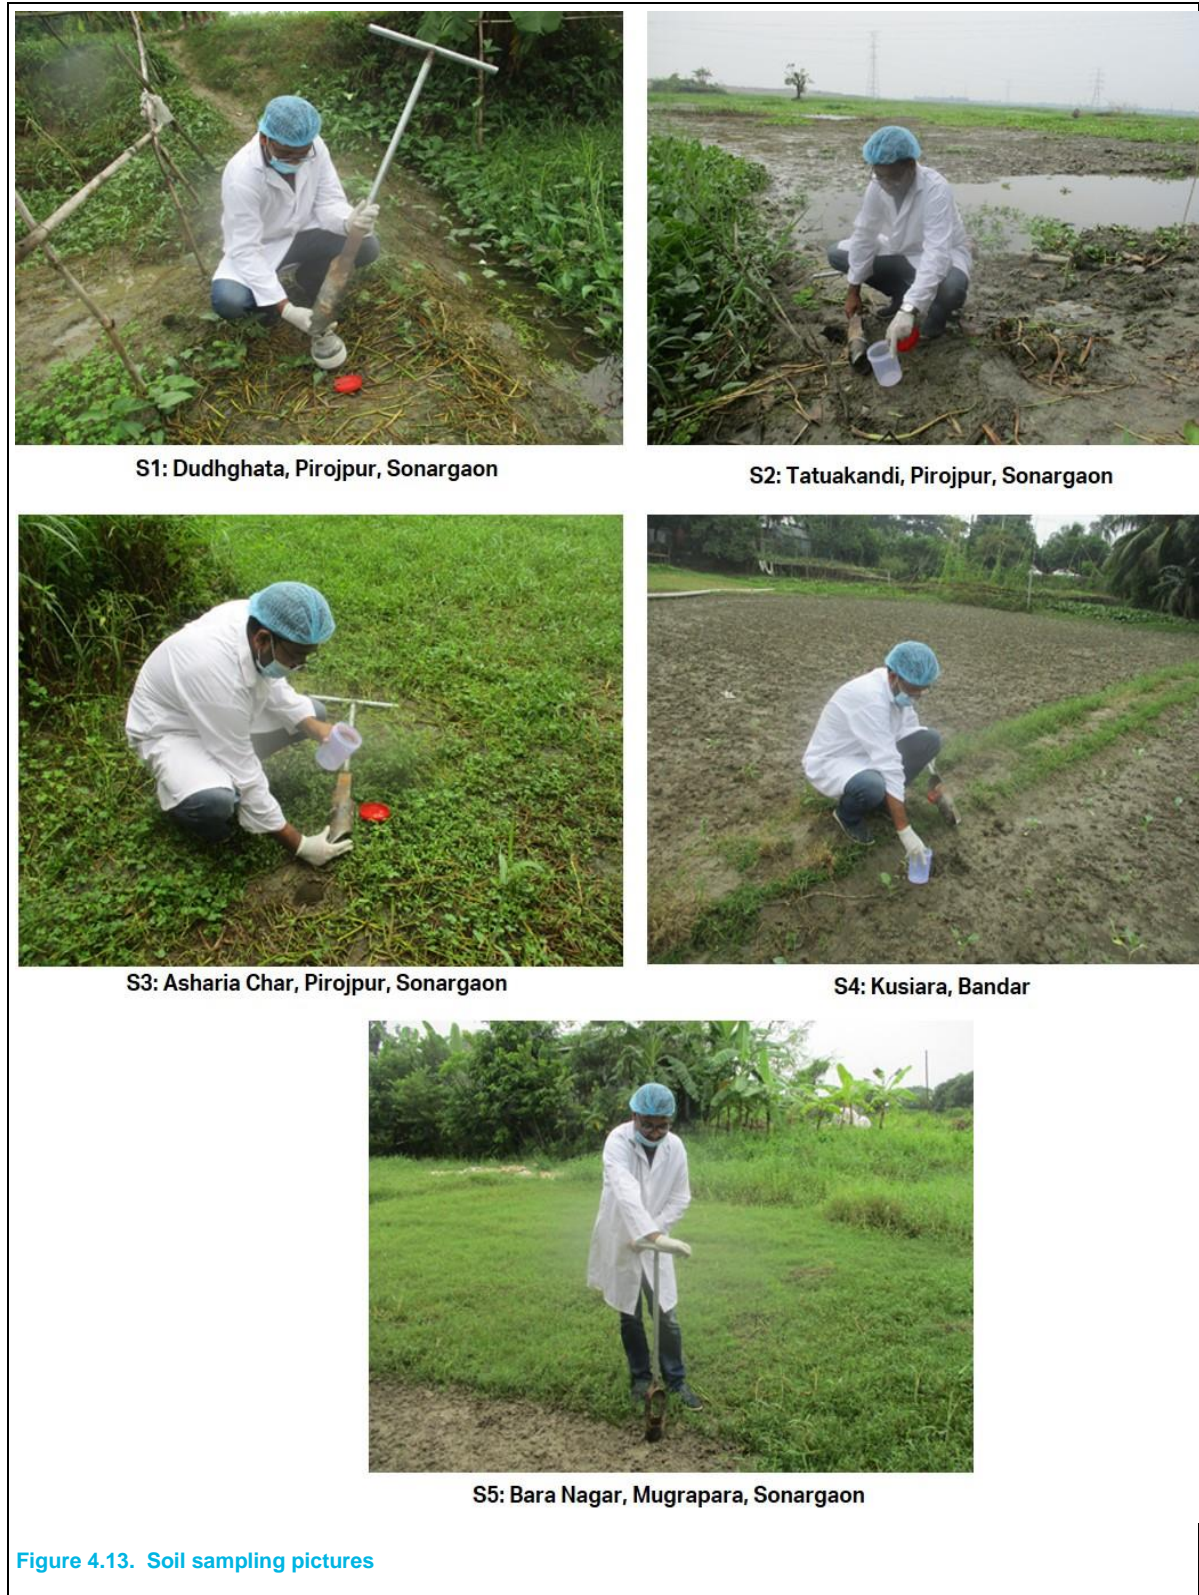 S1: Dudhghata, Pirojpur, Sonargaon
S2: Tatuakandi, Pirojpur, Sonargaon
S3: Asharia Char, Pirojpur, Sonargaon
S4: Kusiara, Bandar
S5: Bara Nagar, Mugrapara, Sonargaon
Figure 4.13. Soil sampling pictures